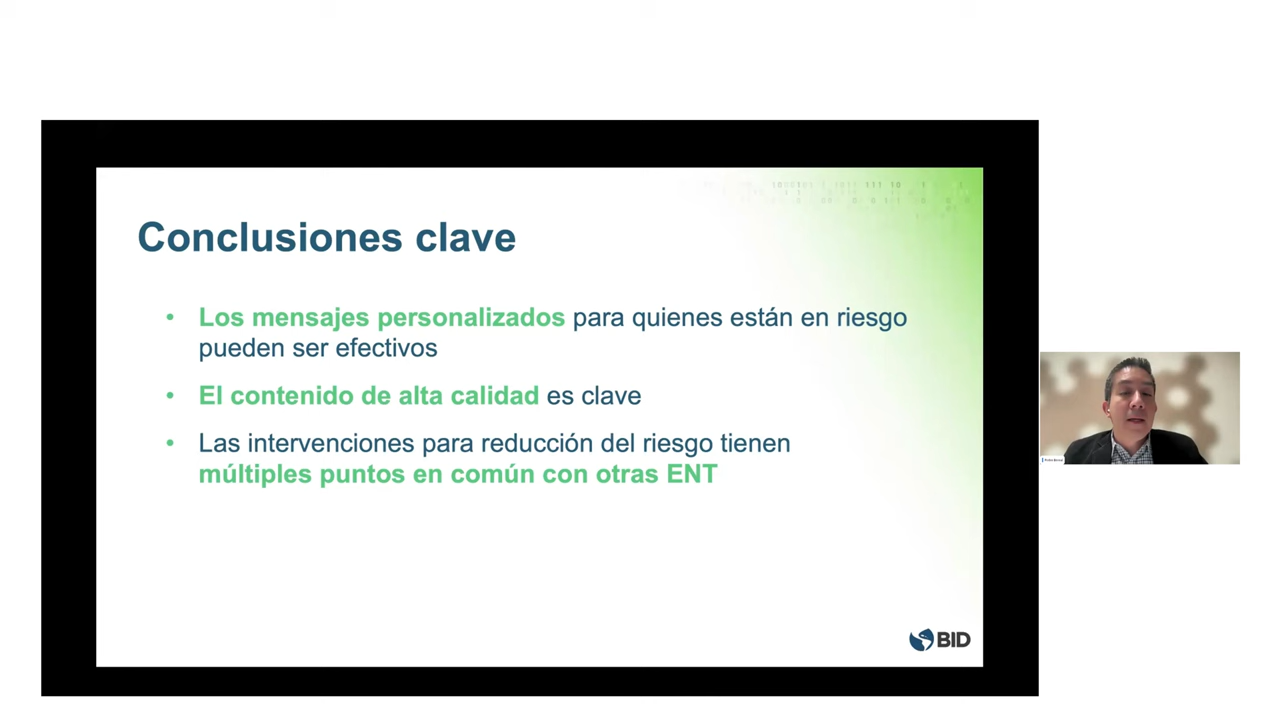 Conclusiones clave
• Los mensajes personalizados para quienes están en riesgo
pueden ser efectivos
• El contenido de alta calidad es clave
• Las intervenciones para reducción del riesgo tienen
múltiples puntos en común con otras ENT
BID